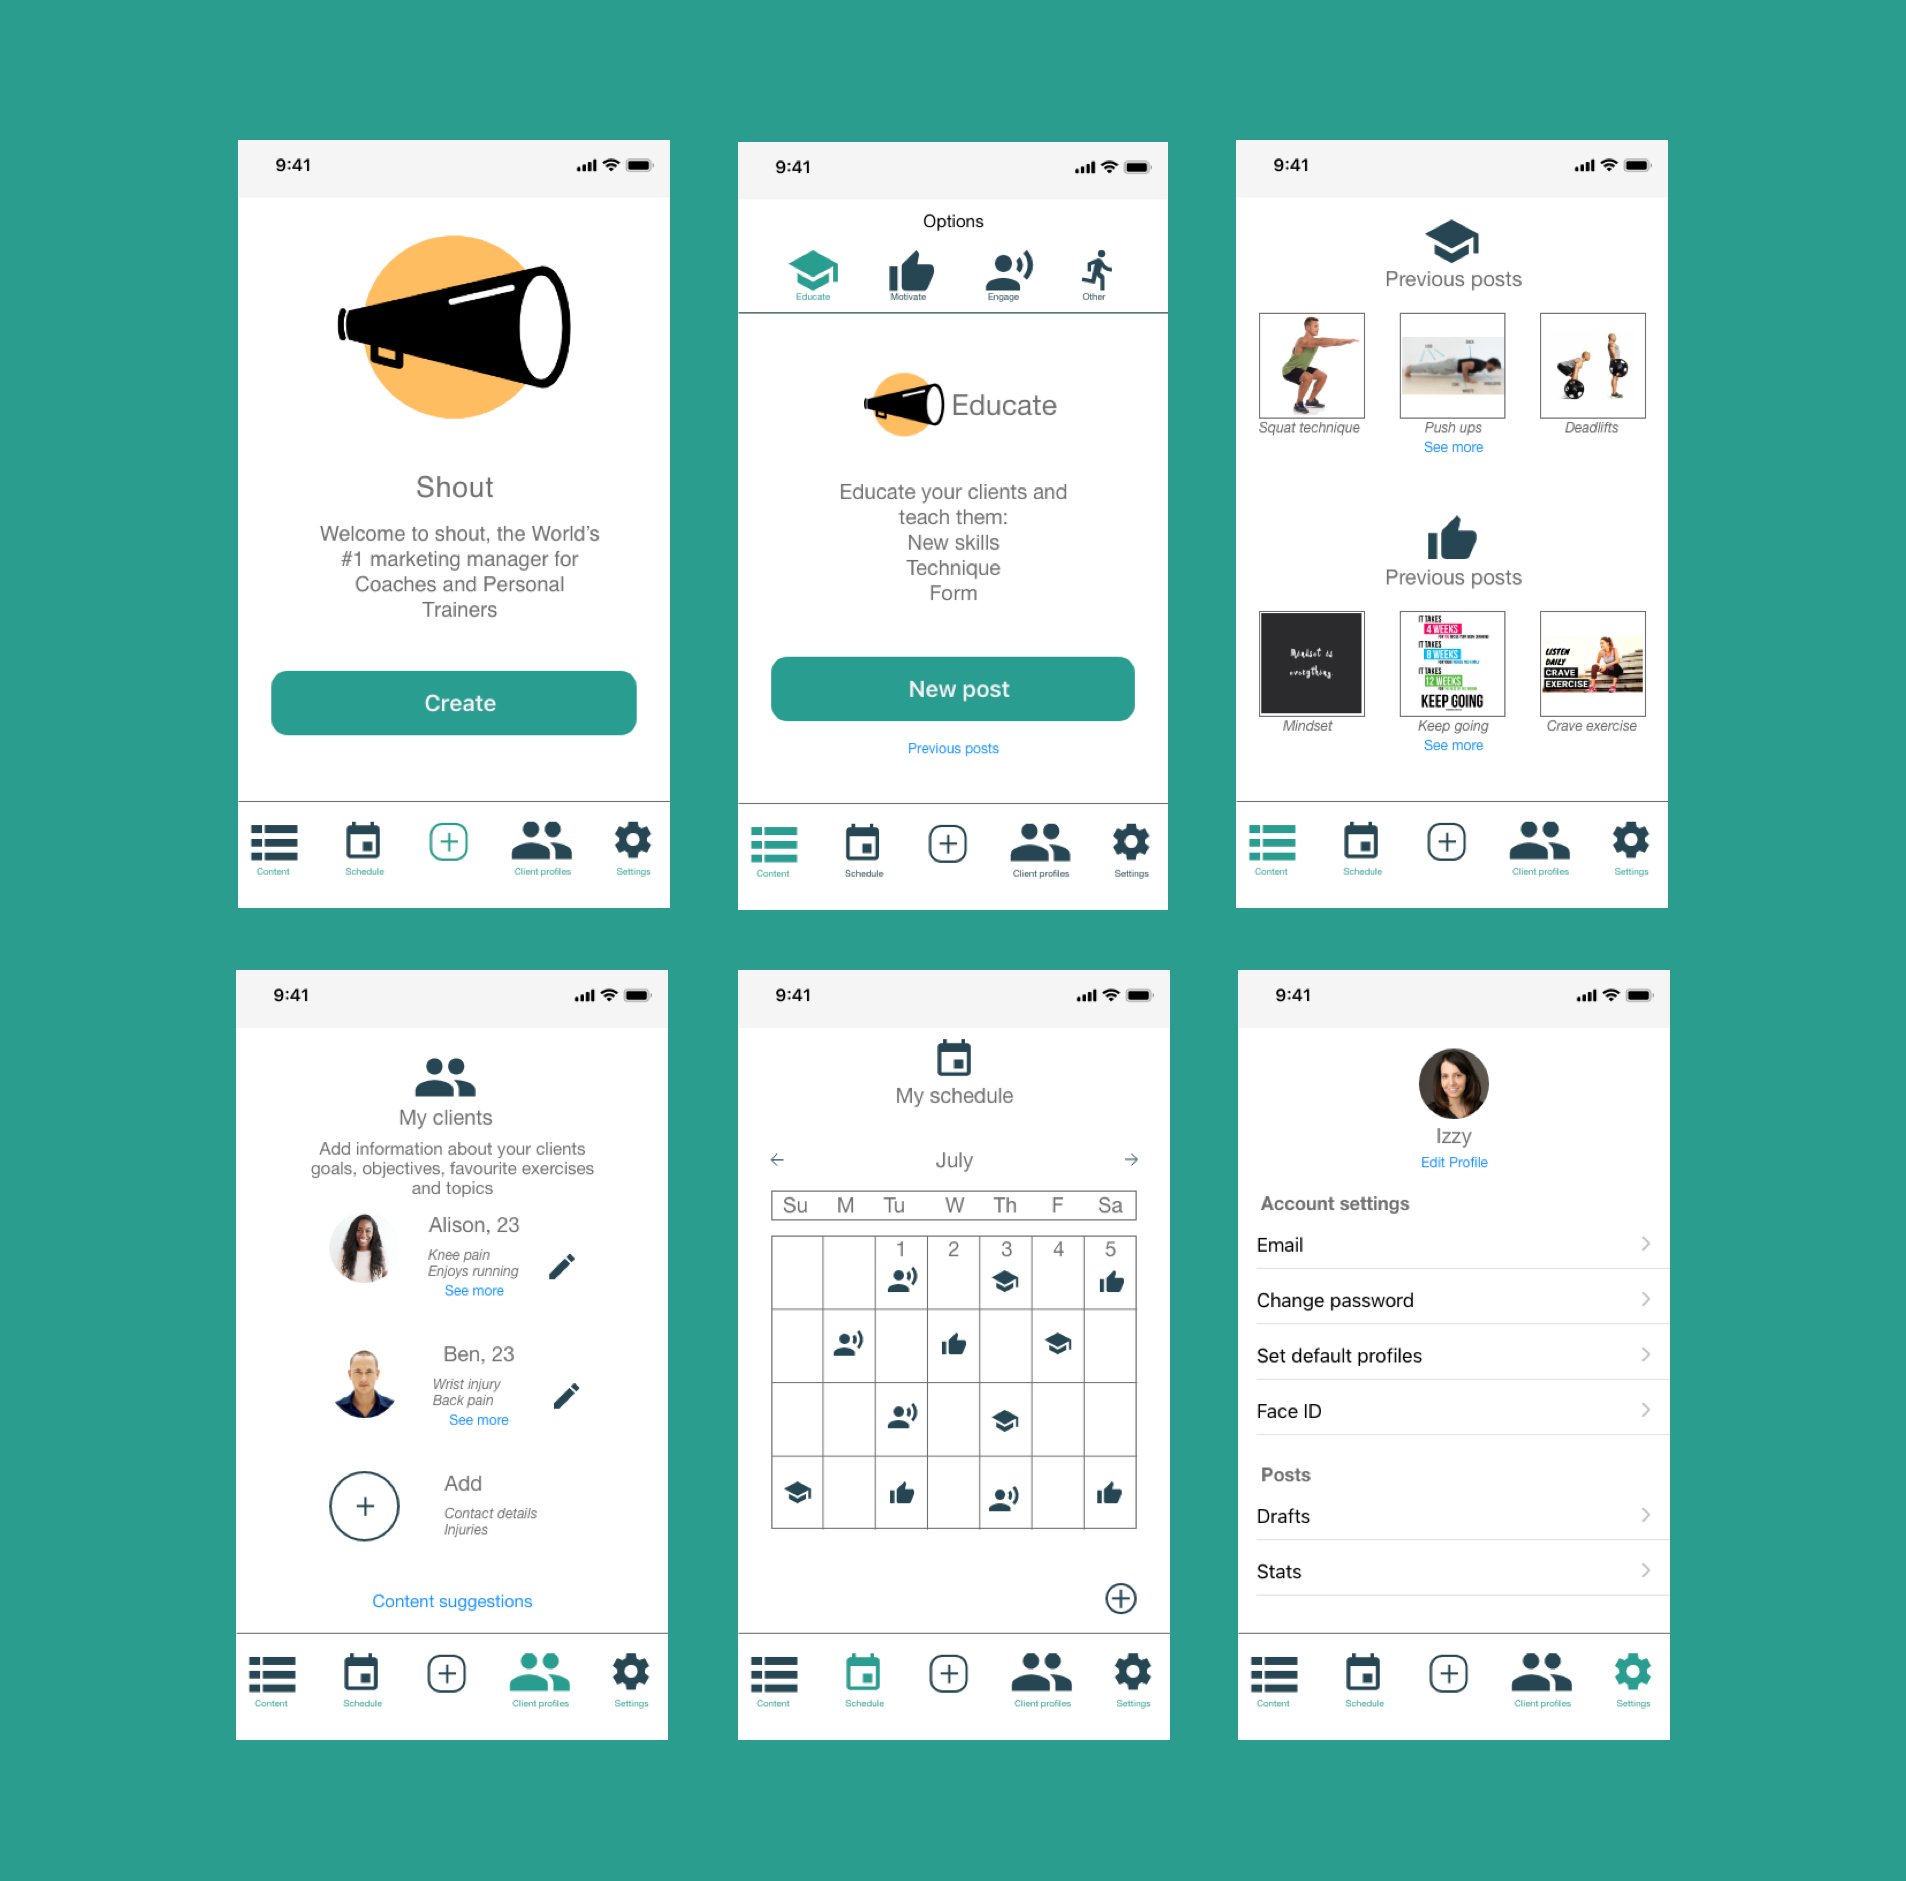 9:41
Shout
Welcome to shout, the World's
#1 marketing manager for
Coaches and Personal
Trainers
Create
Content
Schedule
Client profiles
Settings
9:41
Options
Educate
Motivate
Engage
Other
Educate
Educate your clients and
teach them:
New skills
Technique
Form
New post
Previous posts
Content
Schedule
Client profiles
Settings
9:41
Previous posts
Squat technique
Push ups
Deadlifts
See more
Previous posts
Mindset is
everything.
IT TAKES
4 WEEKS
IT TAKES
8 WEEKS
IT TAKES
12 WEEKS
KEEP GOING
LISTEN
DAILY
CRAVE
EXERCISE
Mindset
Keep going
Crave exercise
See more
Content
Schedule
Client profiles
Settings
9:41
My clients
Add information about your clients
goals, objectives, favourite exercises
and topics
Alison, 23
Knee pain
Enjoys running
See more
Ben, 23
Wrist injury
Back pain
See more
Add
Contact details
Injuries
Content suggestions
Content
Schedule
Client profiles
Settings
9:41
My schedule
July
Su M Tu W Th F Sa
1 2 3 4 5
Content
Schedule
Client profiles
Settings
9:41
Izzy
Edit Profile
Account settings
Email
Change password
Set default profiles
Face ID
Posts
Drafts
Stats
Content
Schedule
Client profiles
Settings